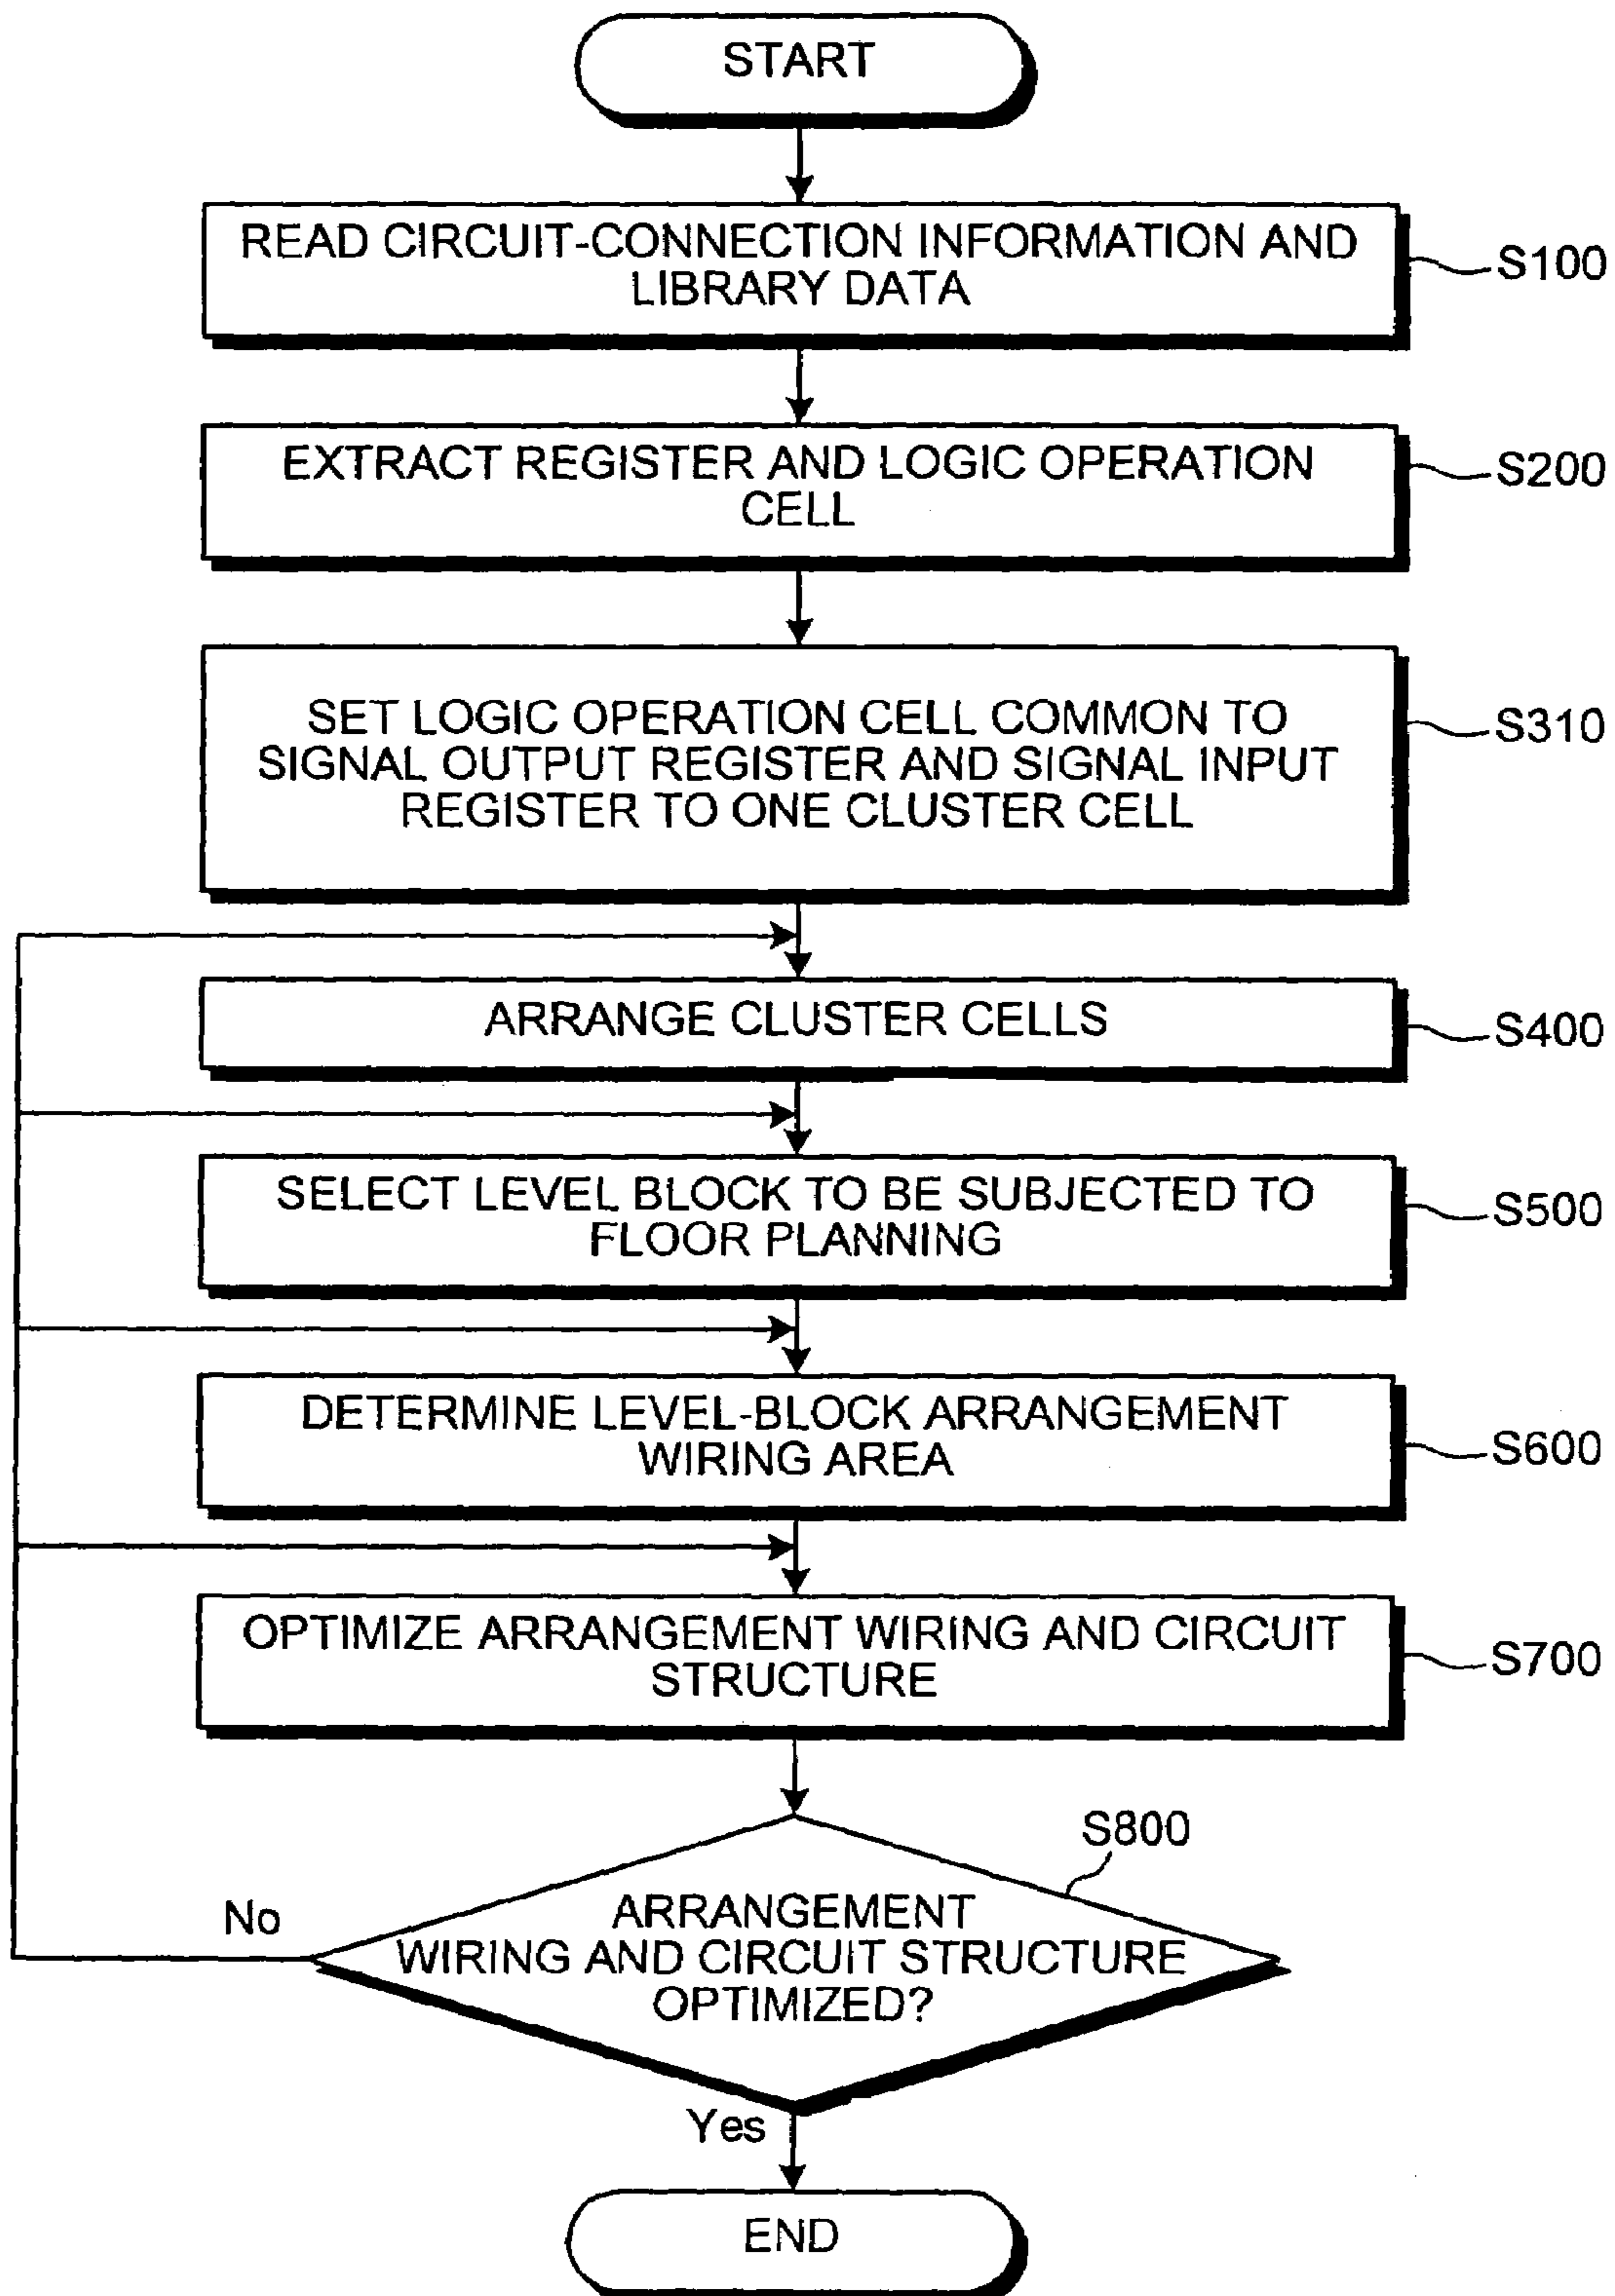 START
READ CIRCUIT-CONNECTION INFORMATION AND
LIBRARY DATA
S100
EXTRACT REGISTER AND LOGIC OPERATION
CELL
S200
SET LOGIC OPERATION CELL COMMON TO
SIGNAL OUTPUT REGISTER AND SIGNAL INPUT
REGISTER TO ONE CLUSTER CELL
S310
ARRANGE CLUSTER CELLS
S400
SELECT LEVEL BLOCK TO BE SUBJECTED TO
FLOOR PLANNING
S500
DETERMINE LEVEL-BLOCK ARRANGEMENT
WIRING AREA
S600
OPTIMIZE ARRANGEMENT WIRING AND CIRCUIT
STRUCTURE
S700
S800
ARRANGEMENT
WIRING AND CIRCUIT STRUCTURE
OPTIMIZED?
No
Yes
END